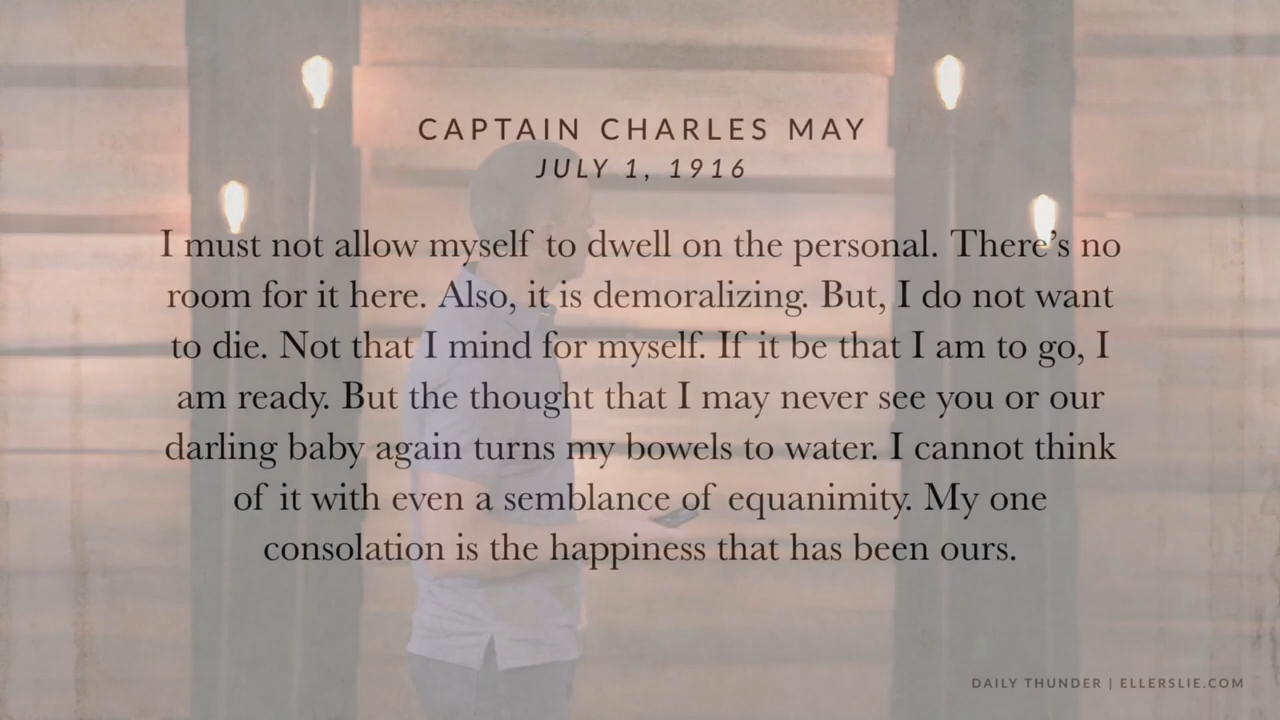 CAPTAIN CHARLES MAY
JULY 1, 1916
I must not allow myself to dwell on the personal. There's no
room for it here. Also, it is demoralizing. But, I do not want
to die. Not that I mind for myself. If it be that I am to go, I
am ready. But the thought that I may never see you or our
darling baby again turns my bowels to water. I cannot think
of it with even a semblance of equanimity. My one
consolation is the happiness that has been ours.
DAILY THUNDER | ELLERSLIE.COM